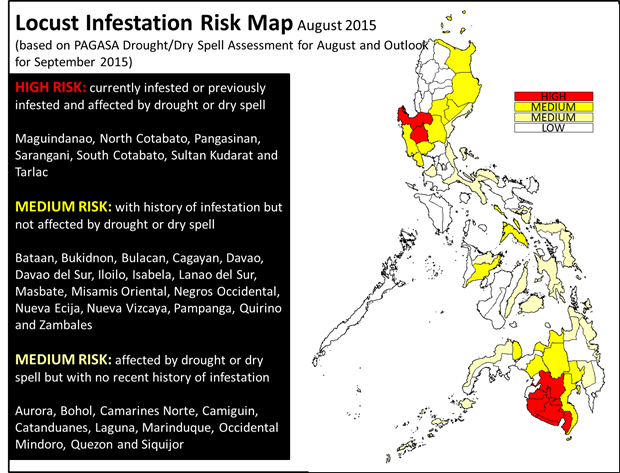 Locust Infestation Risk Map August 2015
(based on PAGASA Drought/Dry Spell Assessment for August and Outlook
for September 2015)
HIGH RISK: currently infested or previously
infested and affected by drought or dry spell
Maguindanao, North Cotabato, Pangasinan,
Sarangani, South Cotabato, Sultan Kudarat and
Tarlac
MEDIUM RISK: with history of infestation but
not affected by drought or dry spell
Bataan, Bukidnon, Bulacan, Cagayan, Davao,
Davao del Sur, Iloilo, Isabela, Lanao del Sur,
Masbate, Misamis Oriental, Negros Occidental,
Nueva Ecija, Nueva Vizcaya, Pampanga, Quirino
and Zambales
MEDIUM RISK: affected by drought or dry
spell but with no recent history of infestation
Aurora, Bohol, Camarines Norte, Camiguin,
Catanduanes, Laguna, Marinduque, Occidental
Mindoro, Quezon and Siquijor
HIGH
MEDIUM
MEDIUM
LOW